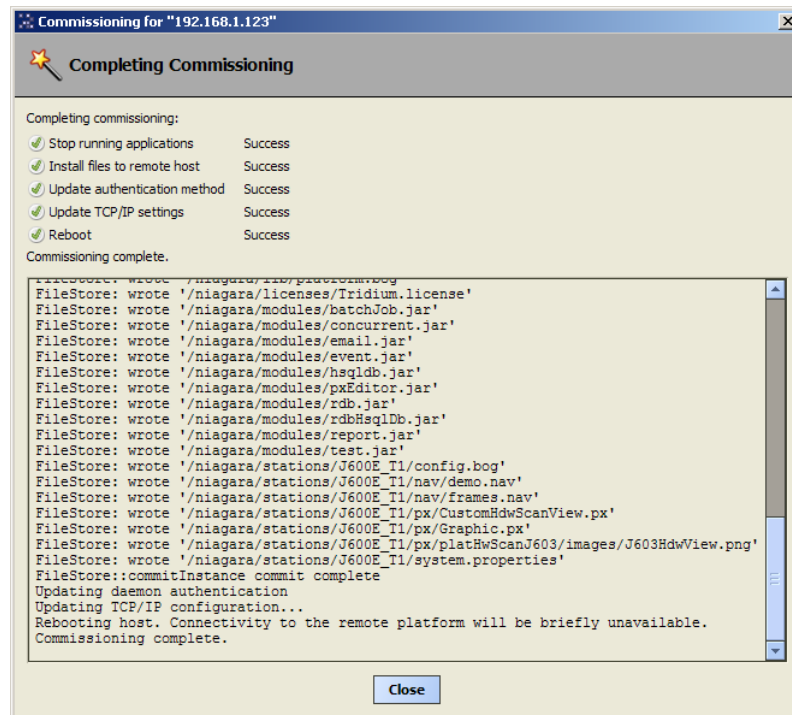 Commissioning for "192.168.1.123"
Completing Commissioning
Completing commissioning:
Stop running applications Success
Install files to remote host Success
Update authentication method Success
Update TCP/IP settings Success
Reboot Success
Commissioning complete.
FileStore: wrote '/niagara/lib/platform.bog'
FileStore: wrote '/niagara/licenses/Tridium.license'
FileStore: wrote '/niagara/modules/batchJob.jar'
FileStore: wrote '/niagara/modules/concurrent.jar'
FileStore: wrote '/niagara/modules/email.jar'
FileStore: wrote '/niagara/modules/event.jar'
FileStore: wrote '/niagara/modules/hsqldb.jar'
FileStore: wrote '/niagara/modules/pxEditor.jar'
FileStore: wrote '/niagara/modules/rdb.jar'
FileStore: wrote '/niagara/modules/rdbHsqlDb.jar'
FileStore: wrote '/niagara/modules/report.jar'
FileStore: wrote '/niagara/modules/test.jar'
FileStore: wrote '/niagara/stations/J600E_T1/config.bog'
FileStore: wrote '/niagara/stations/J600E_T1/nav/demo.nav'
FileStore: wrote '/niagara/stations/J600E_T1/nav/frames.nav'
FileStore: wrote '/niagara/stations/J600E_T1/px/CustomHdwScanView.px'
FileStore: wrote '/niagara/stations/J600E_T1/px/Graphic.px'
FileStore: wrote '/niagara/stations/J600E_T1/px/platHwScanJ603/images/J603HdwView.png'
FileStore: wrote '/niagara/stations/J600E_T1/system.properties'
FileStore::commitInstance commit complete
Updating daemon authentication
Updating TCP/IP configuration...
Rebooting host. Connectivity to the remote platform will be briefly unavailable.
Commissioning complete.
Close